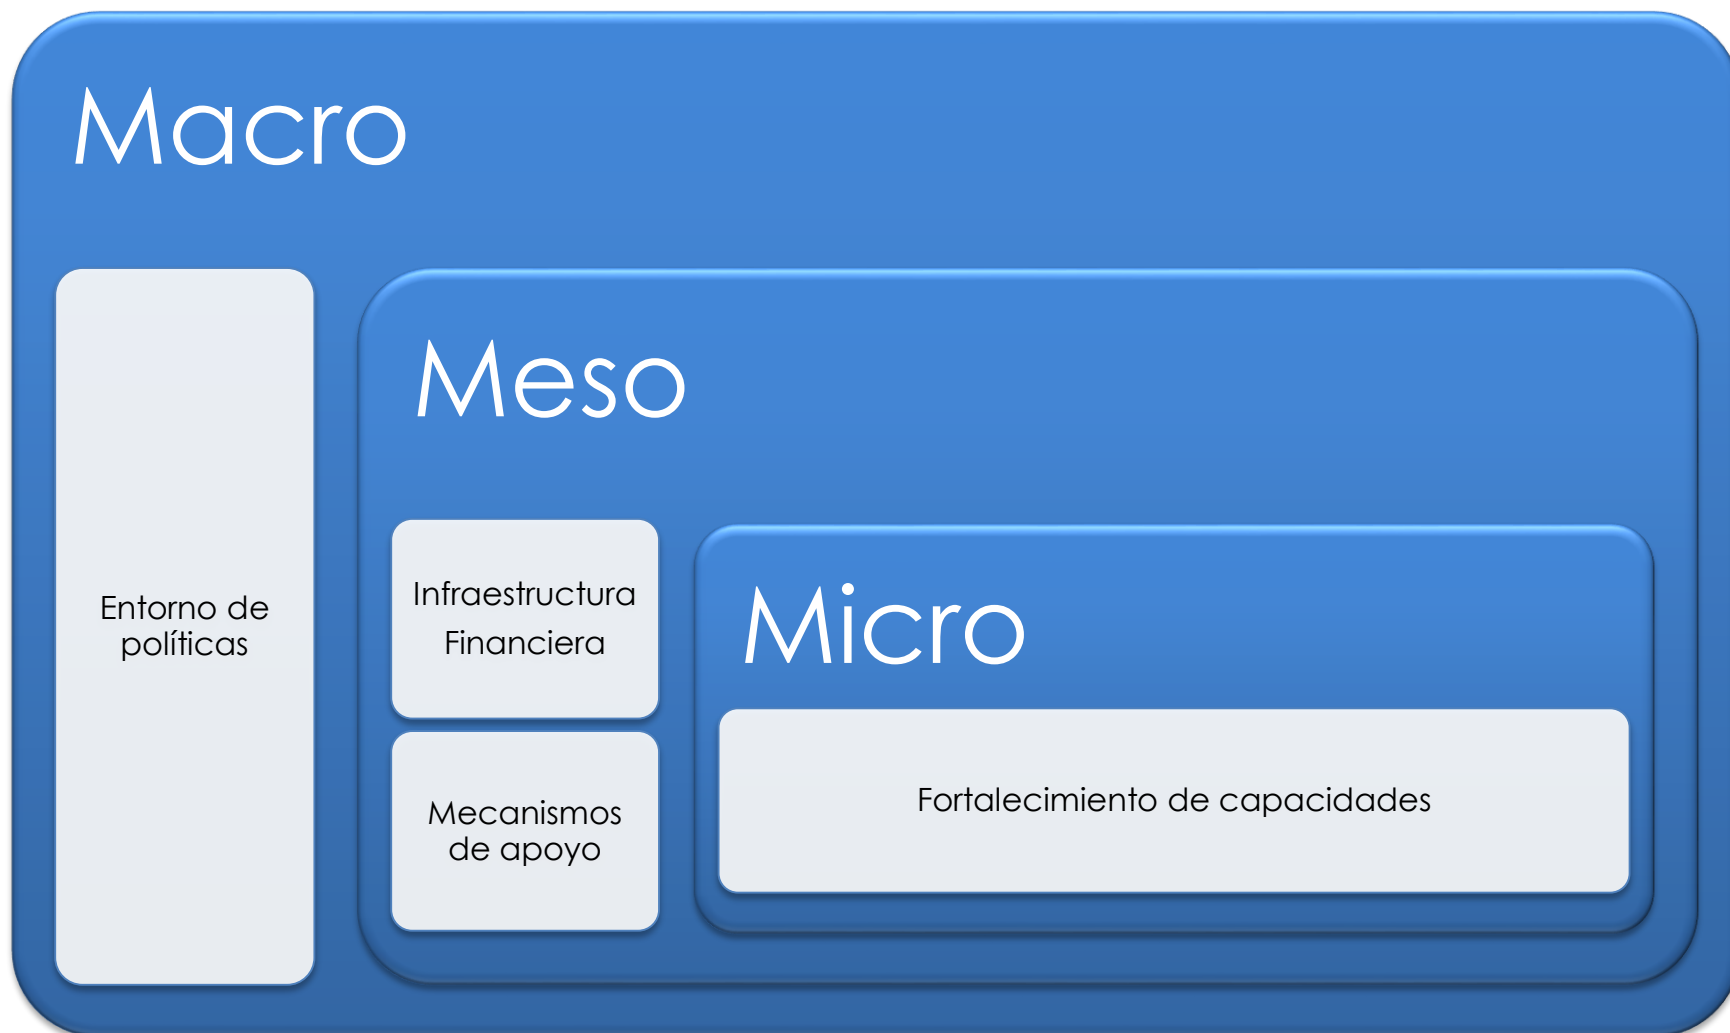 Macro
Entorno de
políticas
Meso
Infraestructura
Financiera
Mecanismos
de apoyo
Micro
Fortalecimiento de capacidades